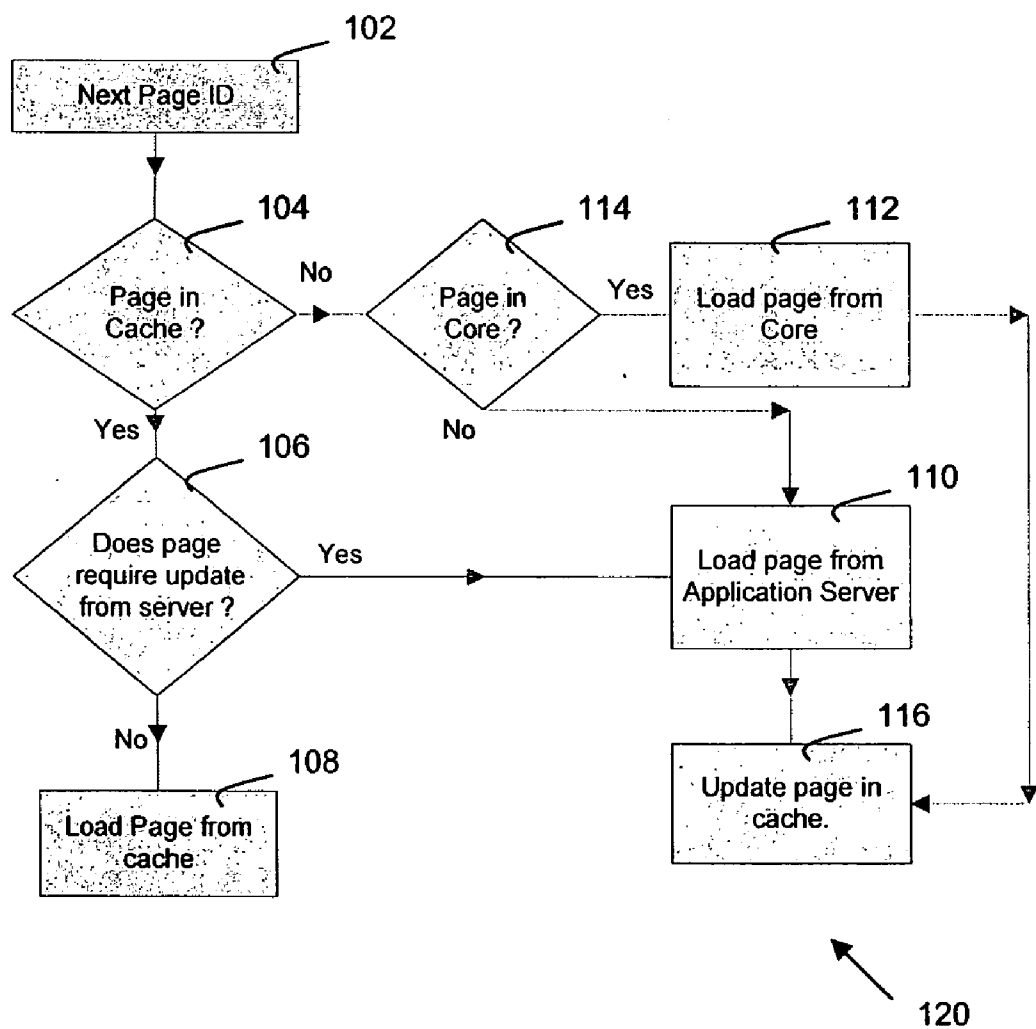 102
Next Page ID
104
114
112
No
Yes
Page in
Cache ?
Page in
Core ?
Load page from
Core
Yes
No
106
110
Does page
require update
from server ?
Yes
Load page from
Application Server
No
116
108
Update page in
cache.
Load Page from
cache
120